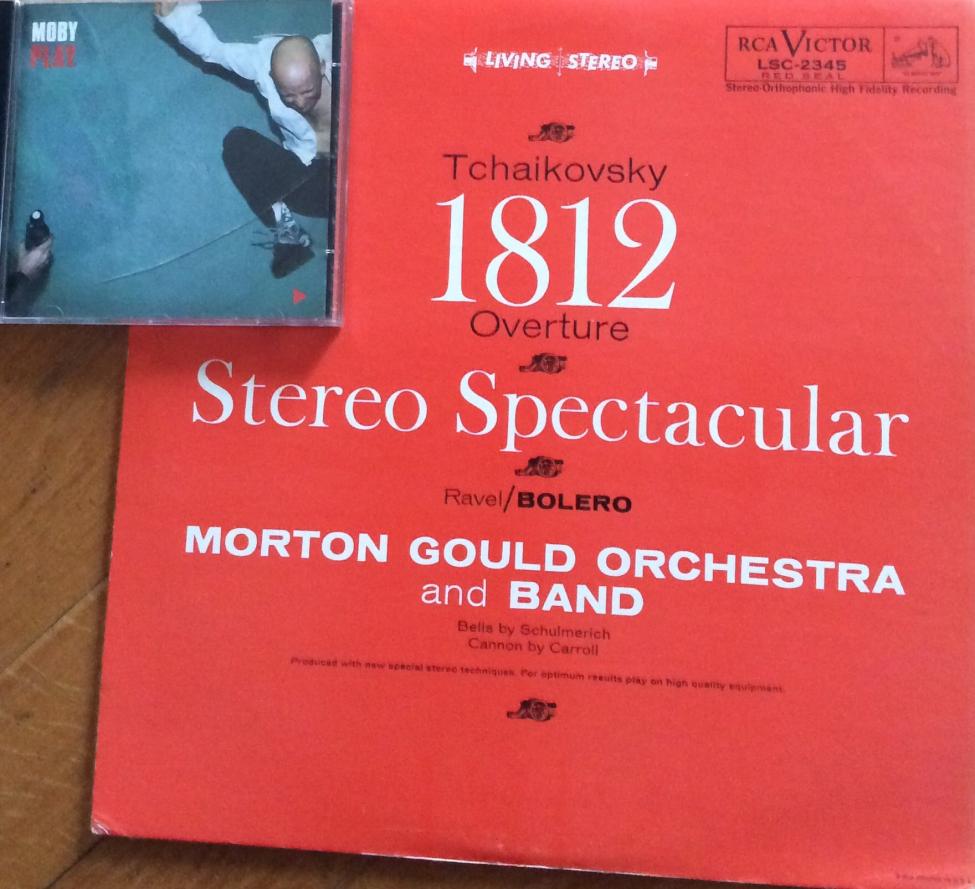 MOBY
PLAY
LIVING STEREO
RCA VICTOR
LSC-2345
RED SEAL
Stereo-Orthophonic High Fidelity Recording
Tchaikovsky
1812
Overture
Stereo Spectacular
Ravel/BOLERO
MORTON GOULD ORCHESTRA
and BAND
Bells by Schulmerich
Cannon by Carroll
Produced with new special stereo techniques. For optimum results play on high quality equipment.